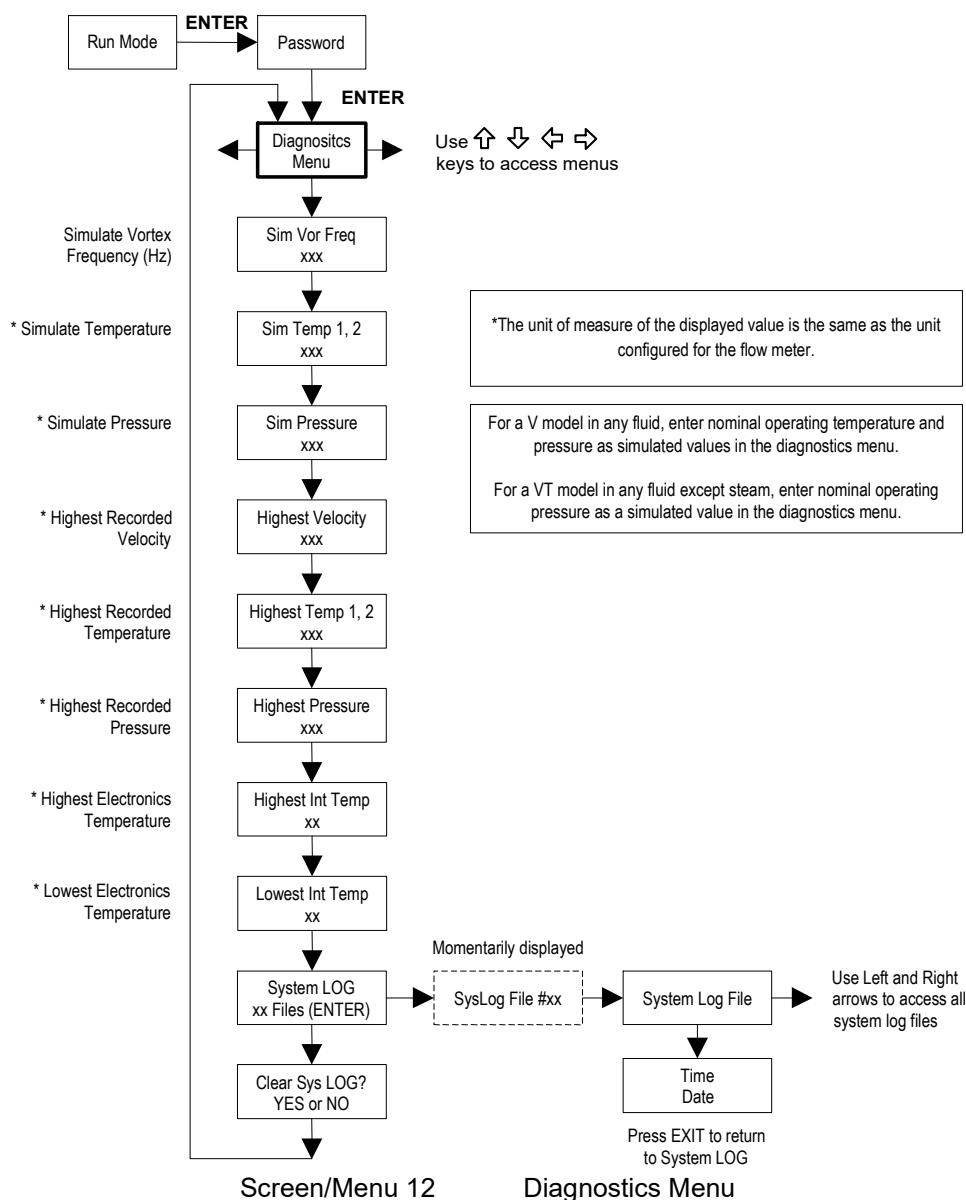 ENTER
Run Mode
Password
ENTER
Diagnositcs
Menu
Use ⇧ ⇩ ⇦ ⇨
keys to access menus
Simulate Vortex
Frequency (Hz)
Sim Vor Freq
xxx
* Simulate Temperature
Sim Temp 1, 2
xxx
*The unit of measure of the displayed value is the same as the unit
configured for the flow meter.
* Simulate Pressure
Sim Pressure
xxx
For a V model in any fluid, enter nominal operating temperature and
pressure as simulated values in the diagnostics menu.
For a VT model in any fluid except steam, enter nominal operating
pressure as a simulated value in the diagnostics menu.
* Highest Recorded
Velocity
Highest Velocity
xxx
* Highest Recorded
Temperature
Highest Temp 1, 2
xxx
* Highest Recorded
Pressure
Highest Pressure
xxx
* Highest Electronics
Temperature
Highest Int Temp
xx
* Lowest Electronics
Temperature
Lowest Int Temp
xx
System LOG
xx Files (ENTER)
Momentarily displayed
SysLog File #xx
System Log File
Use Left and Right
arrows to access all
system log files
Clear Sys LOG?
YES or NO
Time
Date
Press EXIT to return
to System LOG
Screen/Menu 12 Diagnostics Menu